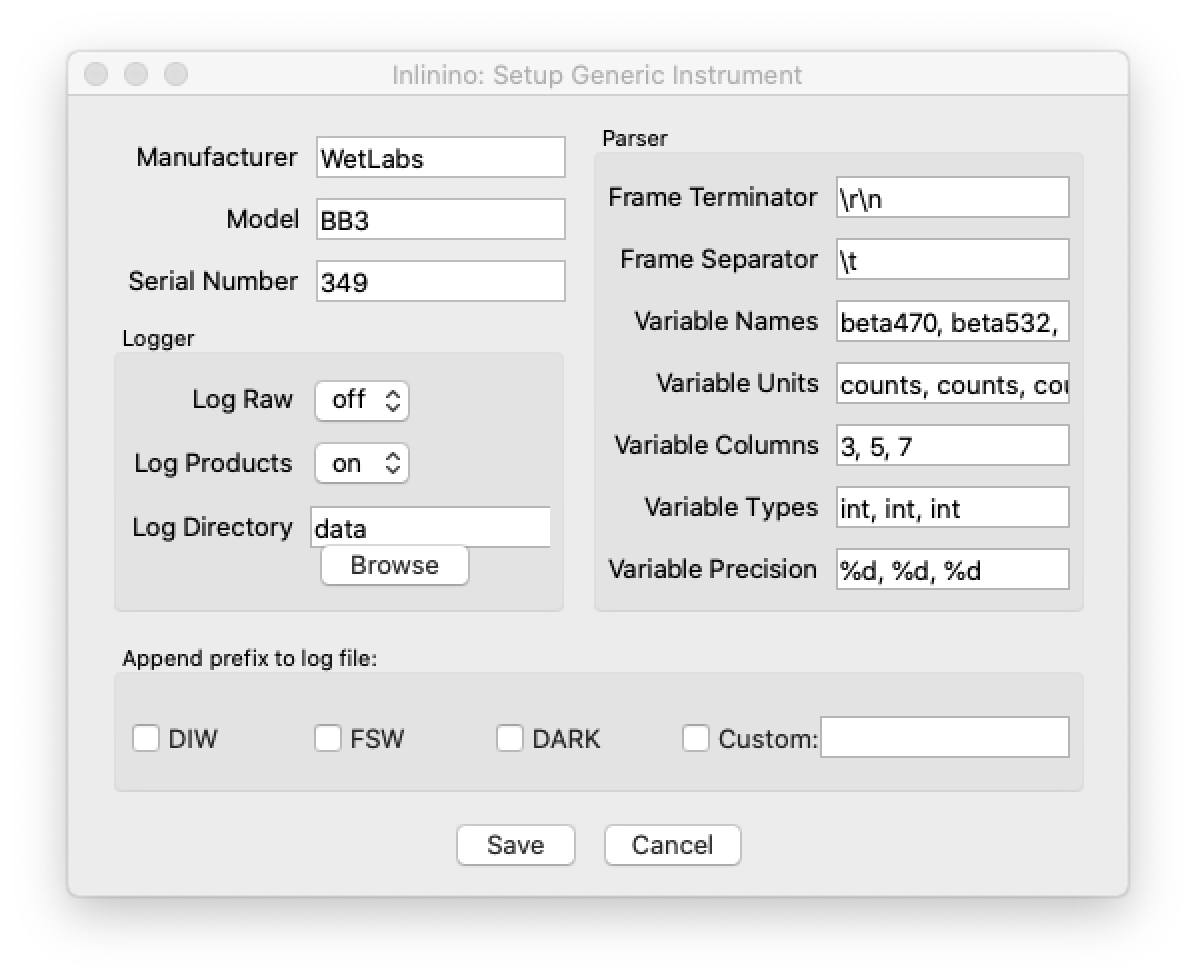 Inlinino: Setup Generic Instrument
Manufacturer WetLabs
Model BB3
Serial Number 349
Logger
Log Raw off
Log Products on
Log Directory data
Browse
Parser
Frame Terminator \r\n
Frame Separator \t
Variable Names beta470, beta532,
Variable Units counts, counts, cou
Variable Columns 3, 5, 7
Variable Types int, int, int
Variable Precision %d, %d, %d
Append prefix to log file:
DIW FSW DARK Custom:
Save Cancel